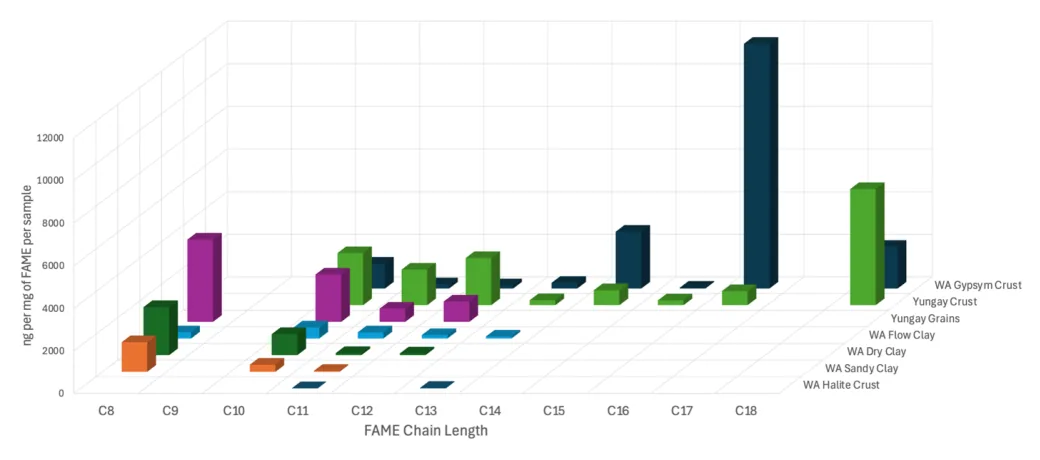 12000
10000
8000
6000
4000
2000
0
ng per mg of FAME per sample
C8 C9 C10 C11 C12 C13 C14 C15 C16 C17 C18
FAME Chain Length
WA Gypsym Crust
Yungay Crust
Yungay Grains
WA Flow Clay
WA Dry Clay
WA Sandy Clay
WA Halite Crust